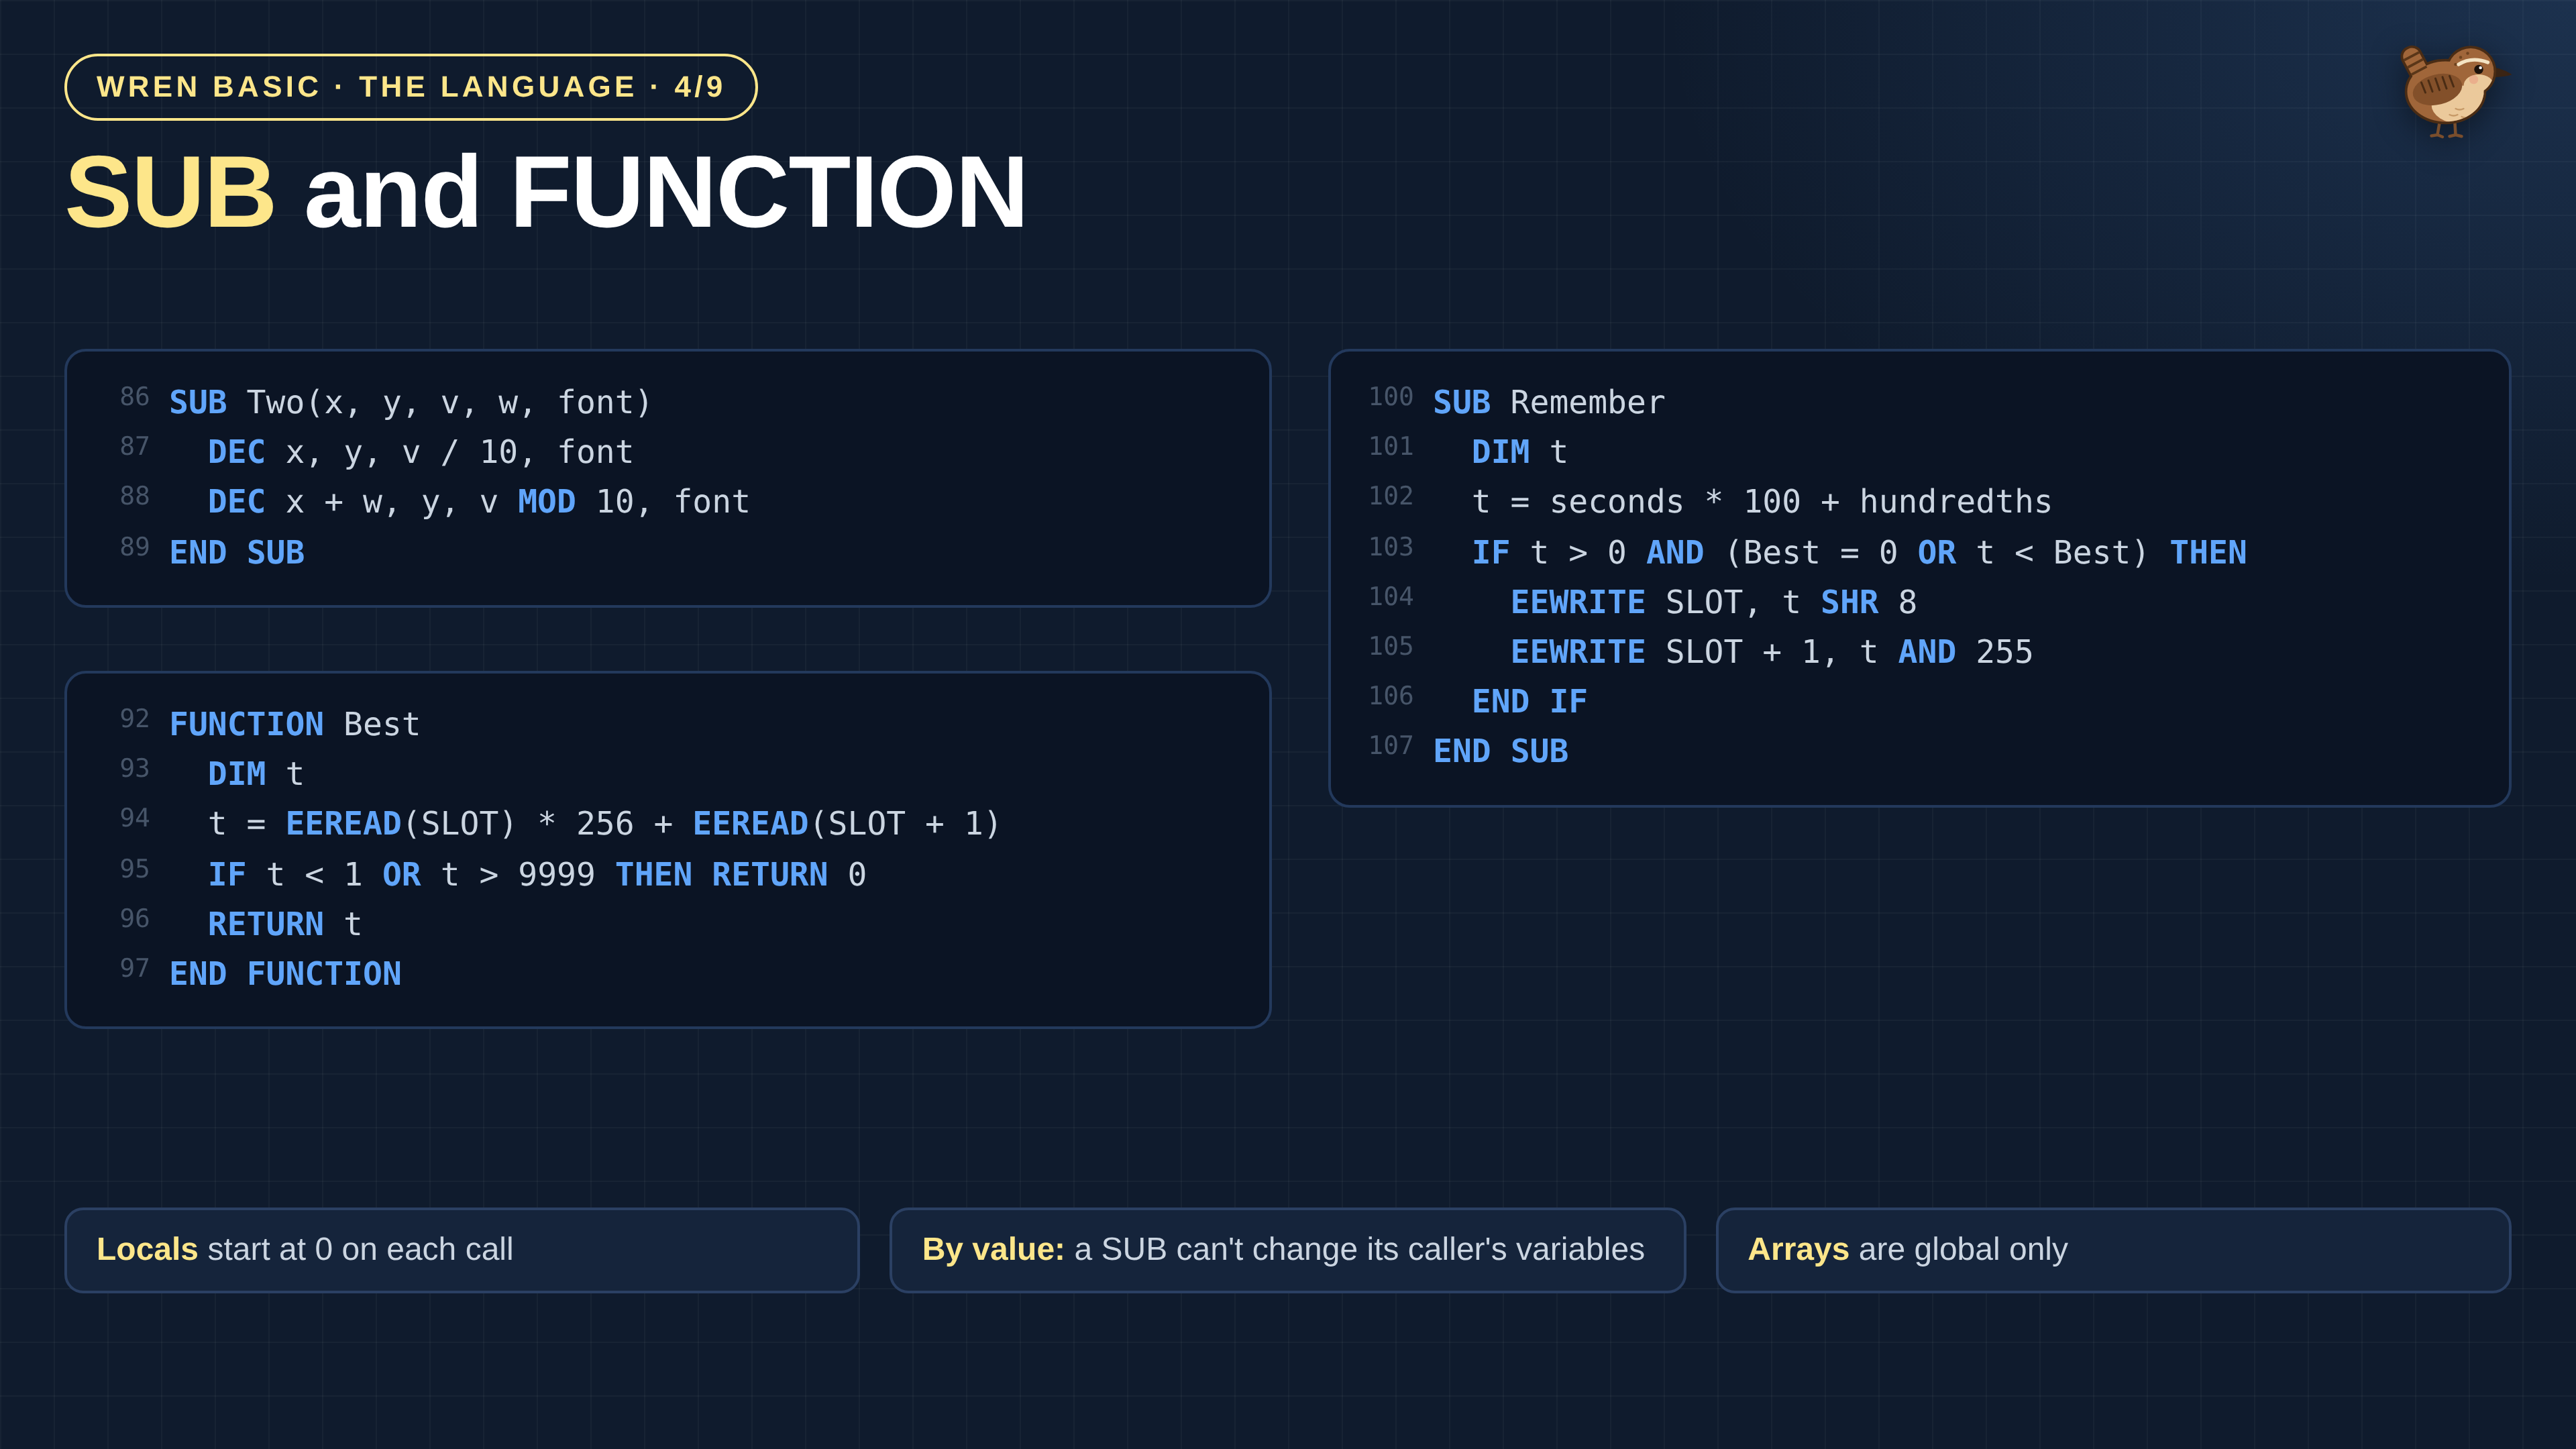 WREN BASIC · THE LANGUAGE · 4/9
SUB and FUNCTION
86 SUB Two(x, y, v, w, font)
87   DEC x, y, v / 10, font
88   DEC x + w, y, v MOD 10, font
89 END SUB
92 FUNCTION Best
93   DIM t
94   t = EEREAD(SLOT) * 256 + EEREAD(SLOT + 1)
95   IF t < 1 OR t > 9999 THEN RETURN 0
96   RETURN t
97 END FUNCTION
100 SUB Remember
101   DIM t
102   t = seconds * 100 + hundredths
103   IF t > 0 AND (Best = 0 OR t < Best) THEN
104     EEWRITE SLOT, t SHR 8
105     EEWRITE SLOT + 1, t AND 255
106   END IF
107 END SUB
Locals start at 0 on each call
By value: a SUB can't change its caller's variables
Arrays are global only